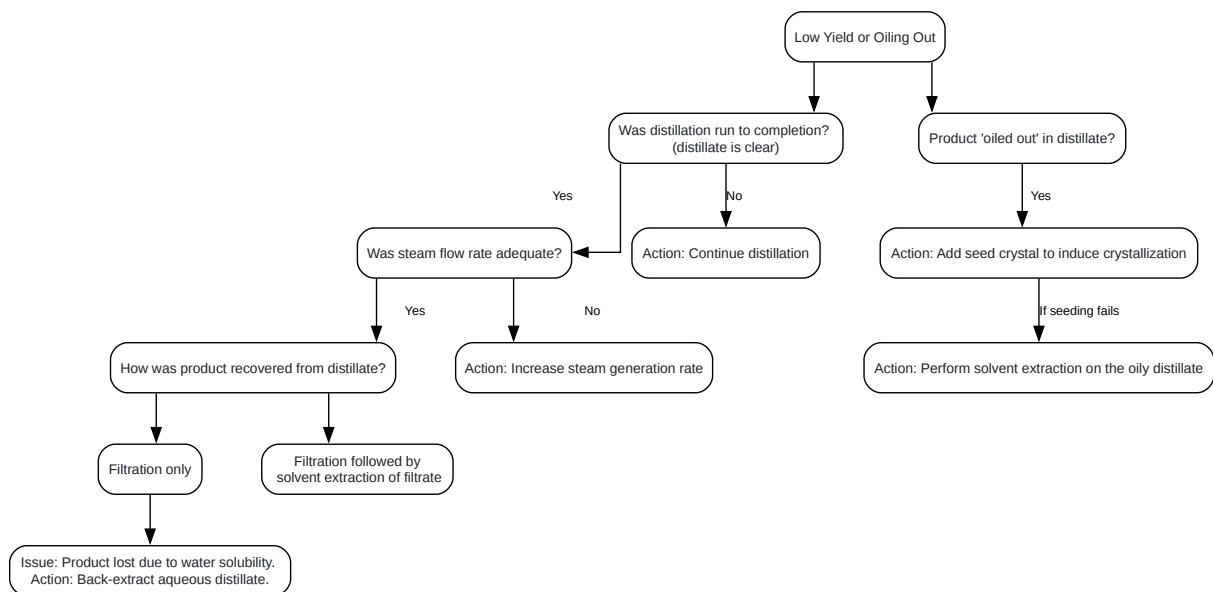 Low Yield or Oiling Out
Was distillation run to completion?
(distillate is clear)
Product 'oiled out' in distillate?
Yes
No
Yes
Was steam flow rate adequate?
Action: Continue distillation
Action: Add seed crystal to induce crystallization
Yes
No
If seeding fails
How was product recovered from distillate?
Action: Increase steam generation rate
Action: Perform solvent extraction on the oily distillate
Filtration only
Filtration followed by
solvent extraction of filtrate
Issue: Product lost due to water solubility.
Action: Back-extract aqueous distillate.